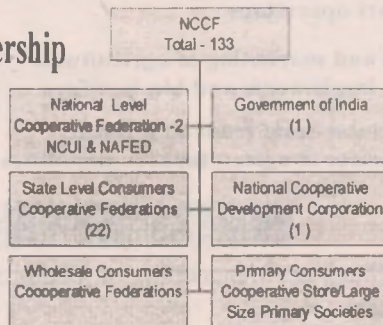 ership
NCCF
Total - 133
National Level
Cooperative Federation -2
NCUI & NAFED
Government of India
(1)
State Level Consumers
Cooperative Federations
(22)
National Cooperative
Development Corporation
(1)
Wholesale Consumers
Coooperative Federations
Primary Consumers
Cooperative Store/Large
Size Primary Societies